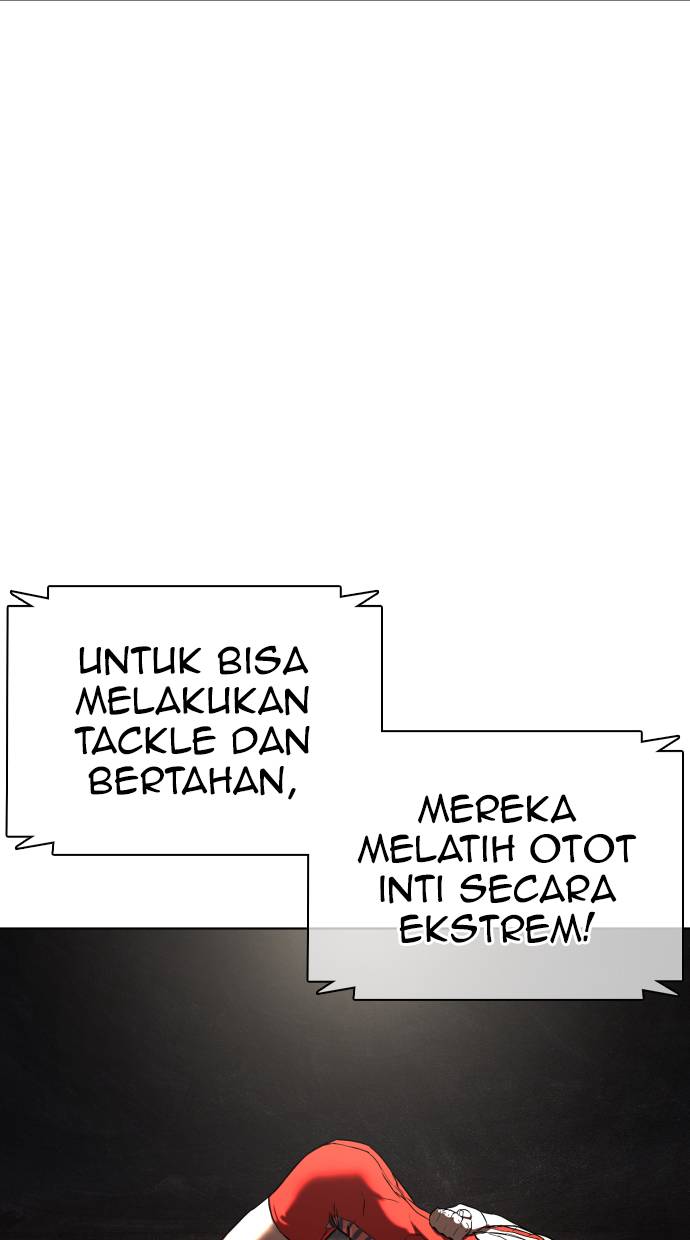 UNTUK BISA
MELAKUKAN
TACKLE DAN
BERTAHAN,
MEREKA
MELATIH OTOT
INTI SECARA
EKSTREM!